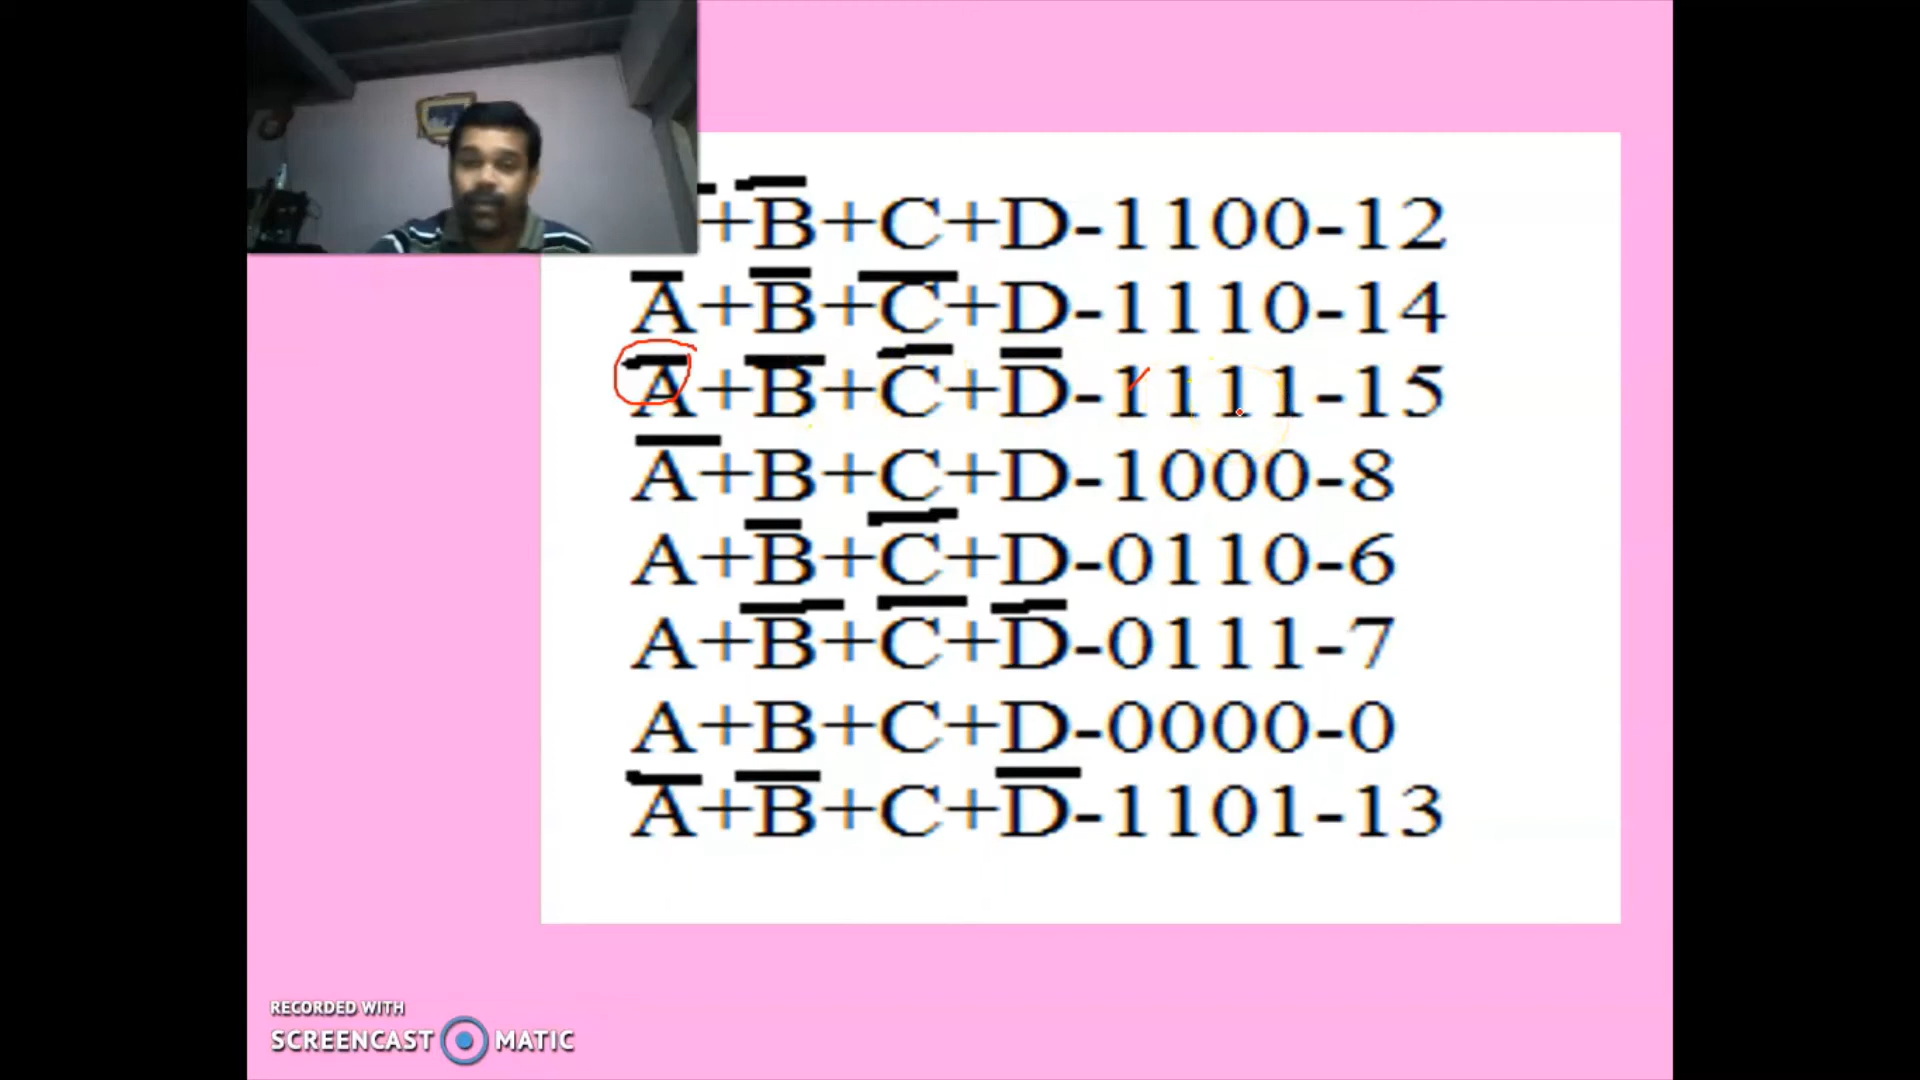 +B̅+C+D-1100-12
A̅+B̅+C̅+D-1110-14
A̅+B̅+C̅+D̅-1111-15
A̅+B+C+D-1000-8
A+B̅+C̅+D-0110-6
A+B̅+C̅+D̅-0111-7
A+B+C+D-0000-0
A̅+B̅+C+D̅-1101-13
RECORDED WITH
SCREENCAST MATIC